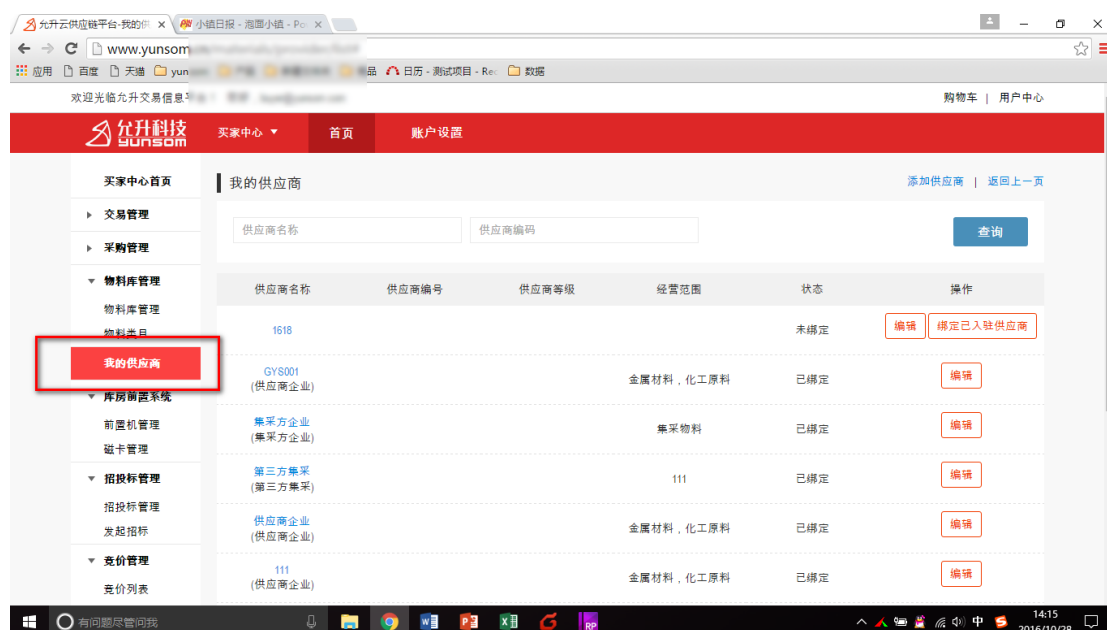 允升云供应链平台-我的供
小镇日报 - 泡面小镇 - Po
www.yunsom
应用 百度 天猫 yun 品 日历 - 测试项目 - Re 数据
欢迎光临允升交易信息平
购物车 | 用户中心
允升科技
yunsom
买家中心 首页 账户设置
买家中心首页
交易管理
采购管理
物料库管理
物料库管理
物料类目
我的供应商
库房前置系统
前置机管理
磁卡管理
招投标管理
招投标管理
发起招标
竞价管理
竞价列表
我的供应商
添加供应商 | 返回上一页
供应商名称 供应商编码 查询
供应商名称 供应商编号 供应商等级 经营范围 状态 操作
1618 未绑定 编辑 绑定已入驻供应商
GYS001
(供应商企业) 金属材料，化工原料 已绑定 编辑
集采方企业
(集采方企业) 集采物料 已绑定 编辑
第三方集采
(第三方集采) 111 已绑定 编辑
供应商企业
(供应商企业) 金属材料，化工原料 已绑定 编辑
111
(供应商企业) 金属材料，化工原料 已绑定 编辑
有问题尽管问我
RP
中
14:15
2016/10/28